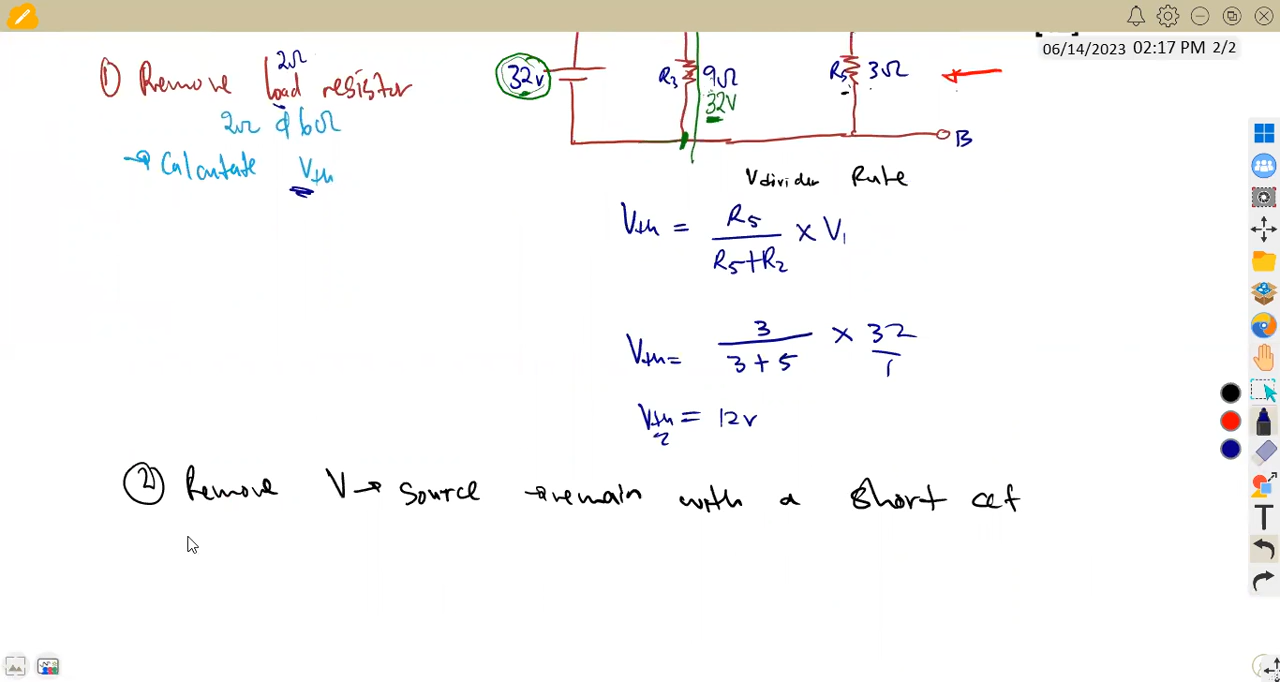 06/14/2023 02:17 PM 2/2
① Remove Load resistor
2Ω
2Ω & 6Ω
→ Calculate Vth
32V
R3 9Ω
32V
R5 3Ω
B
Vdivider Rule
Vth = R5 / R5+R2 × V1
Vth = 3 / 3+5 × 32 / 1
Vth = 12V
② Remove V → source → remain with a short cct
T